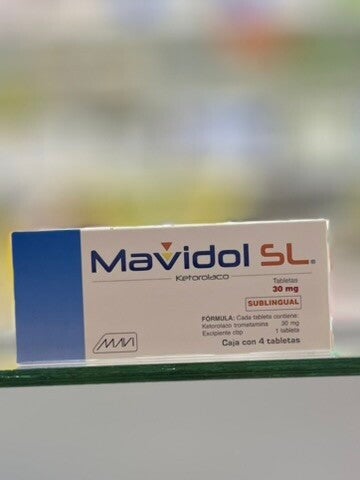 Mavidol SL®
Ketorolaco
Tabletas
30 mg
SUBLINGUAL
FÓRMULA: Cada tableta contiene:
Ketorolaco trometamina 30 mg
Excipiente cbp 1 tableta
Caja con 4 tabletas
MAVI